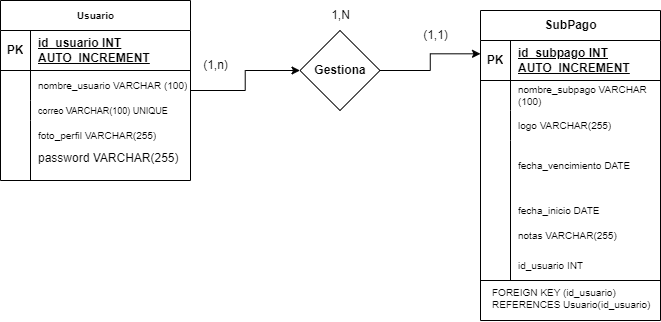 Usuario
PK
id_usuario INT
AUTO_INCREMENT
nombre_usuario VARCHAR (100)
correo VARCHAR(100) UNIQUE
foto_perfil VARCHAR(255)
password VARCHAR(255)
(1,n)
1,N
Gestiona
(1,1)
SubPago
PK
id_subpago INT
AUTO_INCREMENT
nombre_subpago VARCHAR
(100)
logo VARCHAR(255)
fecha_vencimiento DATE
fecha_inicio DATE
notas VARCHAR(255)
id_usuario INT
FOREIGN KEY (id_usuario)
REFERENCES Usuario(id_usuario)